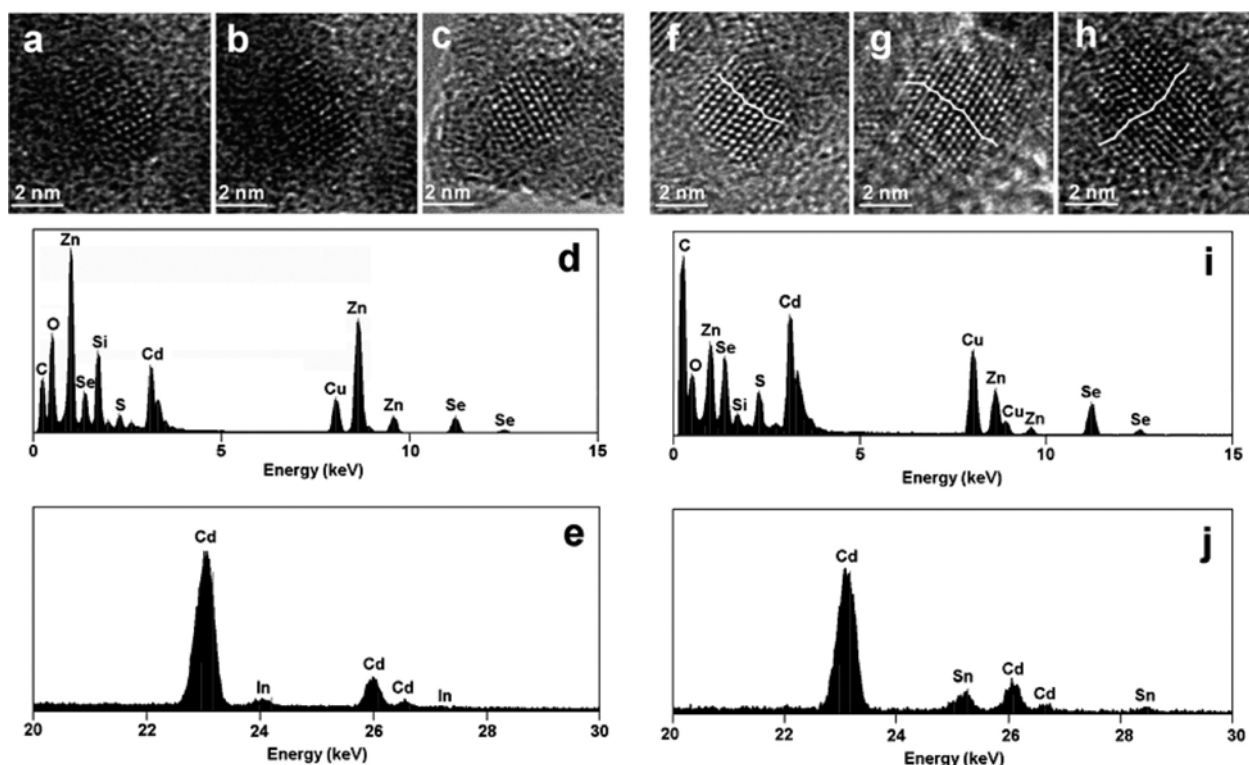 a b c f g h
2 nm 2 nm 2 nm 2 nm 2 nm 2 nm
d
Zn
O
C
Se
Si
S
Cd
Cu
Zn
Zn
Se
Se
0 5 10 15
Energy (keV)
i
C
O
Zn
Se
Si
S
Cd
Cu
Zn
Cu
Zn
Se
Se
0 5 10 15
Energy (keV)
e
Cd
In
Cd
Cd
In
20 22 24 26 28 30
Energy (keV)
j
Cd
Sn
Cd
Cd
Sn
20 22 24 26 28 30
Energy (keV)